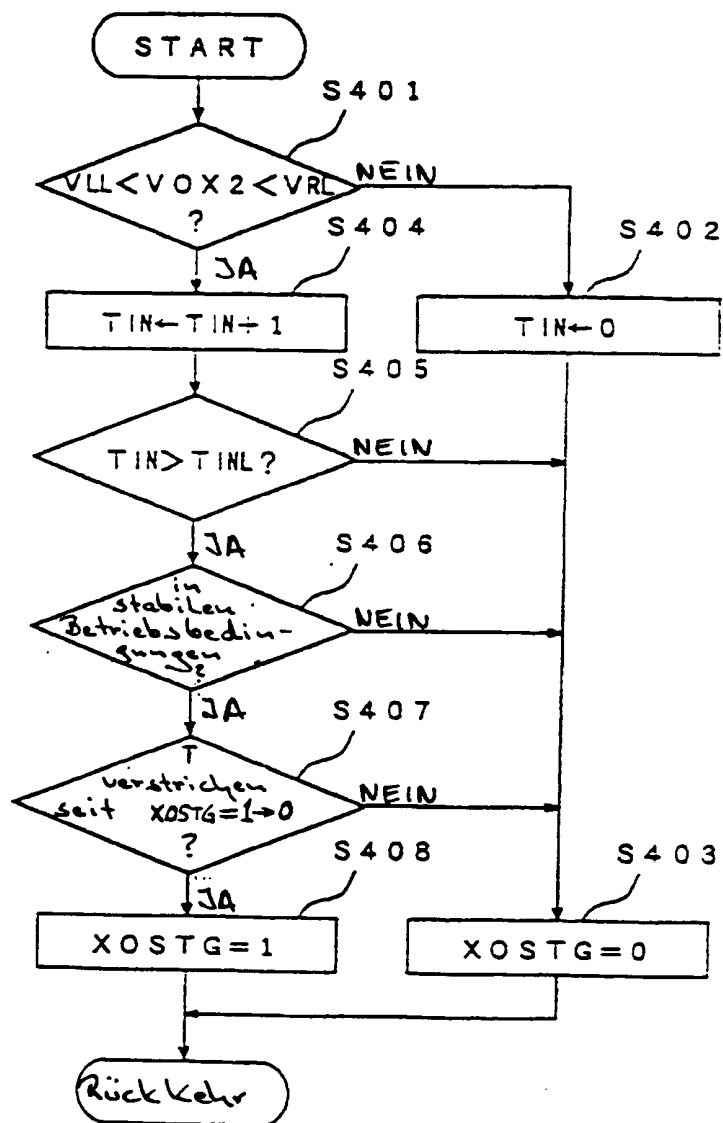 START
S401
VLL<VOX2<VRL
?
NEIN
JA
S404
S402
TIN←TIN+1
TIN←0
S405
TIN>TINL?
NEIN
JA
S406
in
stabilen
Betriebsbedin-
gungen
?
NEIN
JA
S407
T
verstrichen
seit XOSTG=1→0
?
NEIN
JA
S408
S403
XOSTG=1
XOSTG=0
Rückkehr